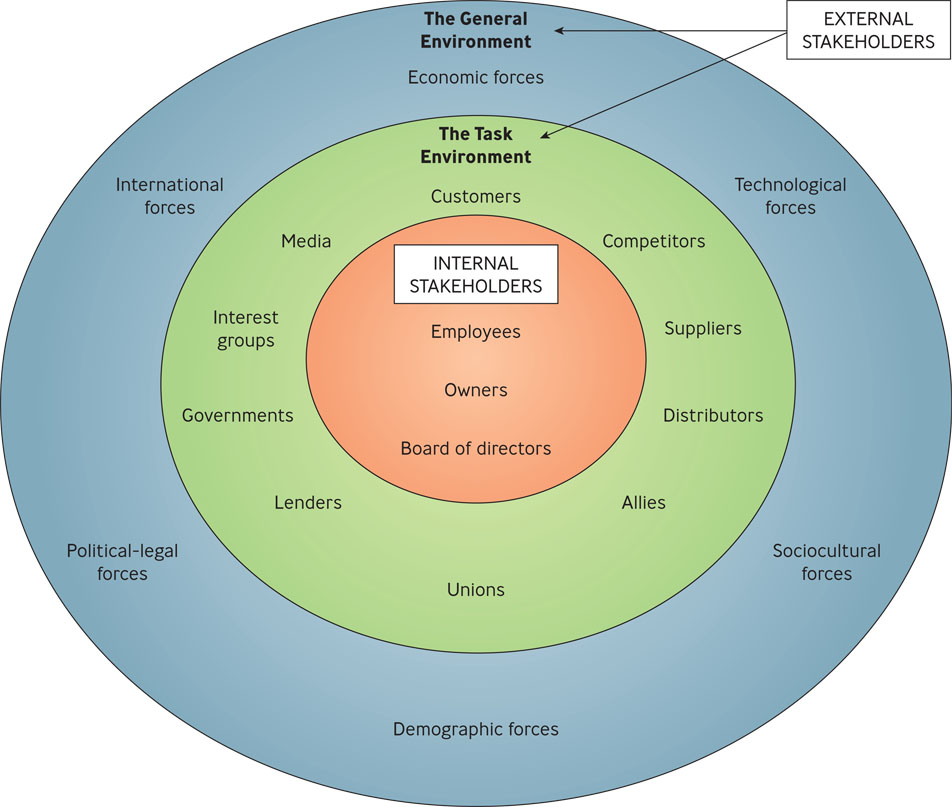 The General
Environment
EXTERNAL
STAKEHOLDERS
Economic forces
The Task
Environment
International
forces
Technological
forces
Customers
Media
Competitors
INTERNAL
STAKEHOLDERS
Interest
groups
Employees
Suppliers
Owners
Governments
Distributors
Board of directors
Lenders
Allies
Political-legal
forces
Sociocultural
forces
Unions
Demographic forces